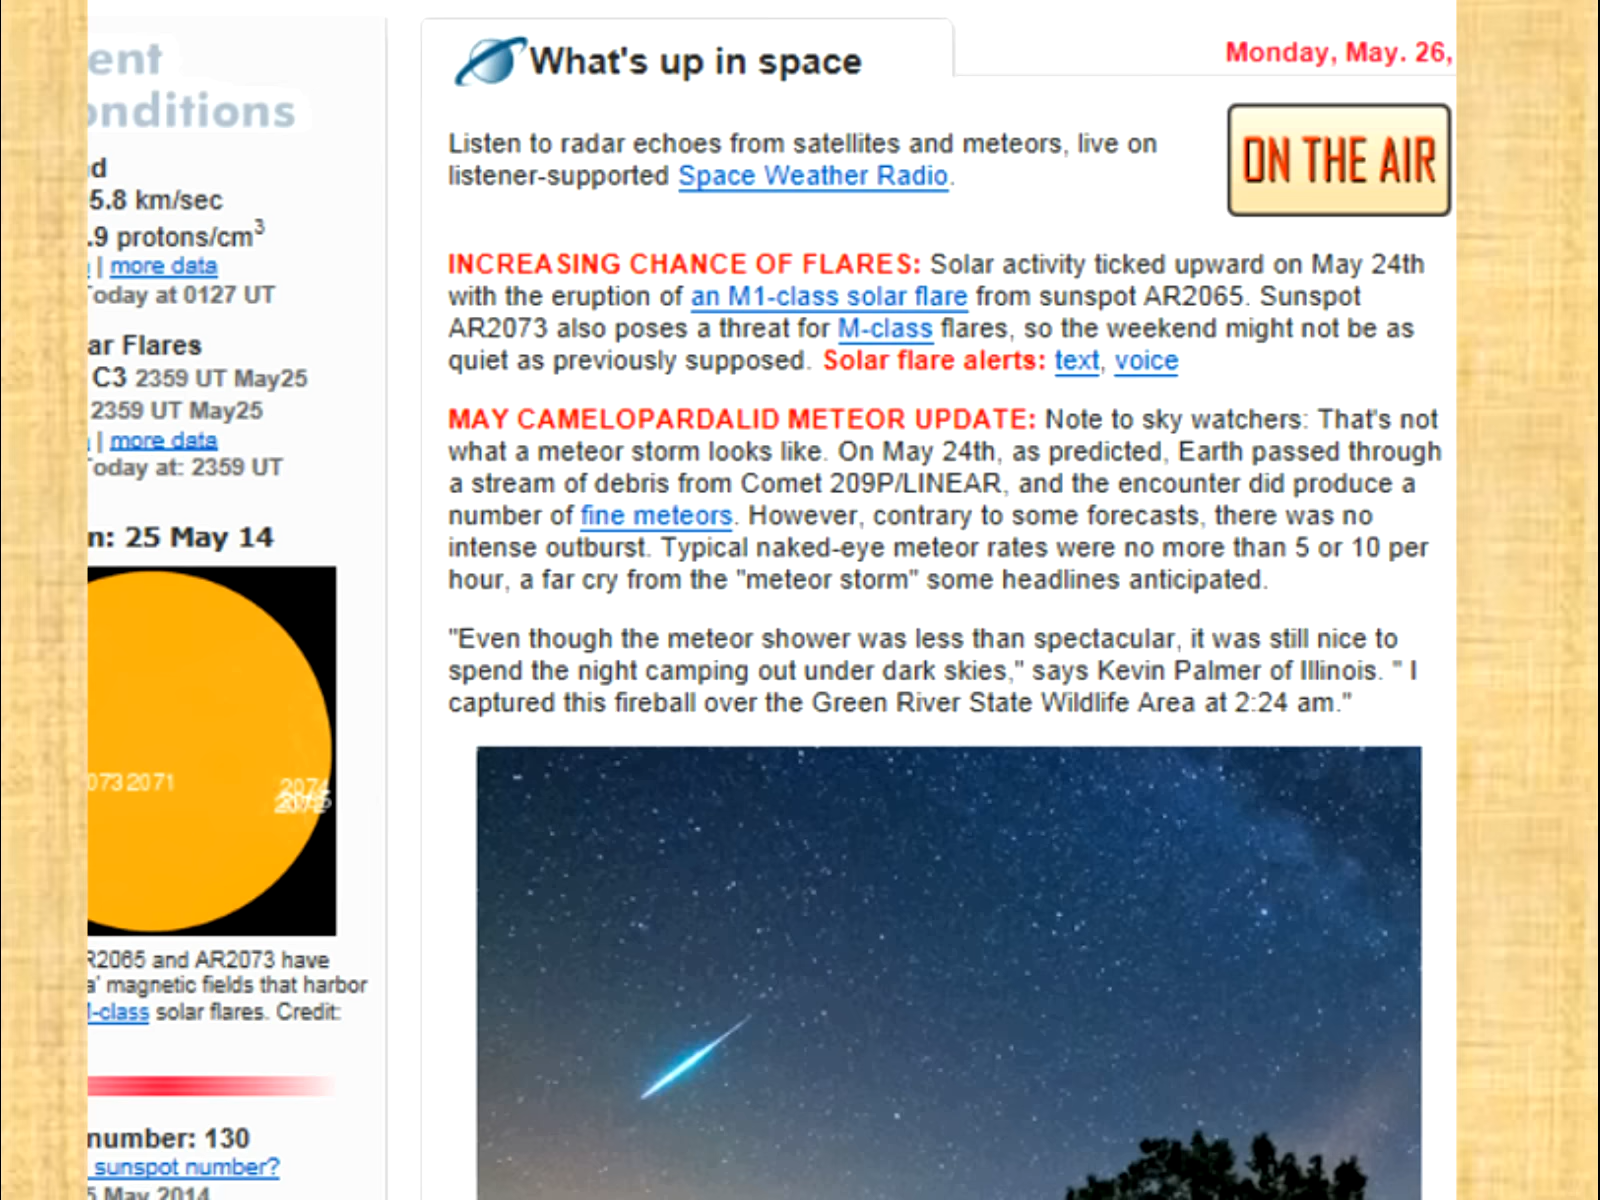 ent
onditions
d
5.8 km/sec
.9 protons/cm3
| more data
oday at 0127 UT
ar Flares
C3 2359 UT May25
2359 UT May25
| more data
oday at: 2359 UT
n: 25 May 14
073 2071
R2065 and AR2073 have
a' magnetic fields that harbor
-class solar flares. Credit:
number: 130
sunspot number?
5 May 2014
What's up in space
Monday, May. 26,
Listen to radar echoes from satellites and meteors, live on
listener-supported Space Weather Radio.
ON THE AIR
INCREASING CHANCE OF FLARES: Solar activity ticked upward on May 24th
with the eruption of an M1-class solar flare from sunspot AR2065. Sunspot
AR2073 also poses a threat for M-class flares, so the weekend might not be as
quiet as previously supposed. Solar flare alerts: text, voice
MAY CAMELOPARDALID METEOR UPDATE: Note to sky watchers: That's not
what a meteor storm looks like. On May 24th, as predicted, Earth passed through
a stream of debris from Comet 209P/LINEAR, and the encounter did produce a
number of fine meteors. However, contrary to some forecasts, there was no
intense outburst. Typical naked-eye meteor rates were no more than 5 or 10 per
hour, a far cry from the "meteor storm" some headlines anticipated.
"Even though the meteor shower was less than spectacular, it was still nice to
spend the night camping out under dark skies," says Kevin Palmer of Illinois. " I
captured this fireball over the Green River State Wildlife Area at 2:24 am."